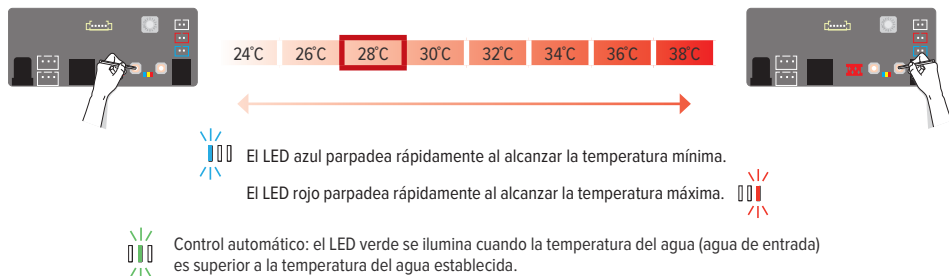 24°C 26°C 28°C 30°C 32°C 34°C 36°C 38°C
El LED azul parpadea rápidamente al alcanzar la temperatura mínima.
El LED rojo parpadea rápidamente al alcanzar la temperatura máxima.
Control automático: el LED verde se ilumina cuando la temperatura del agua (agua de entrada)
es superior a la temperatura del agua establecida.